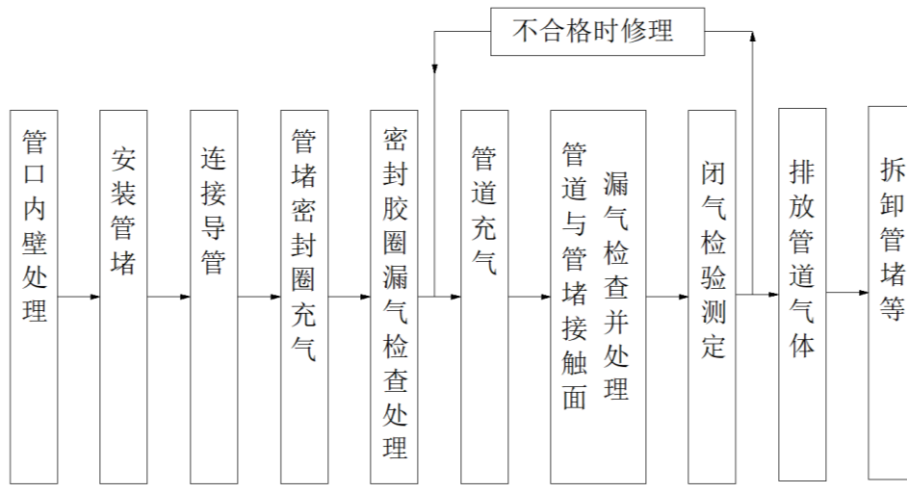 不合格时修理
管口内壁处理
安装管堵
连接导管
管堵密封圈充气
密封胶圈漏气检查处理
管道充气
管道与管堵接触面
漏气检查并处理
闭气检验测定
排放管道气体
拆卸管堵等